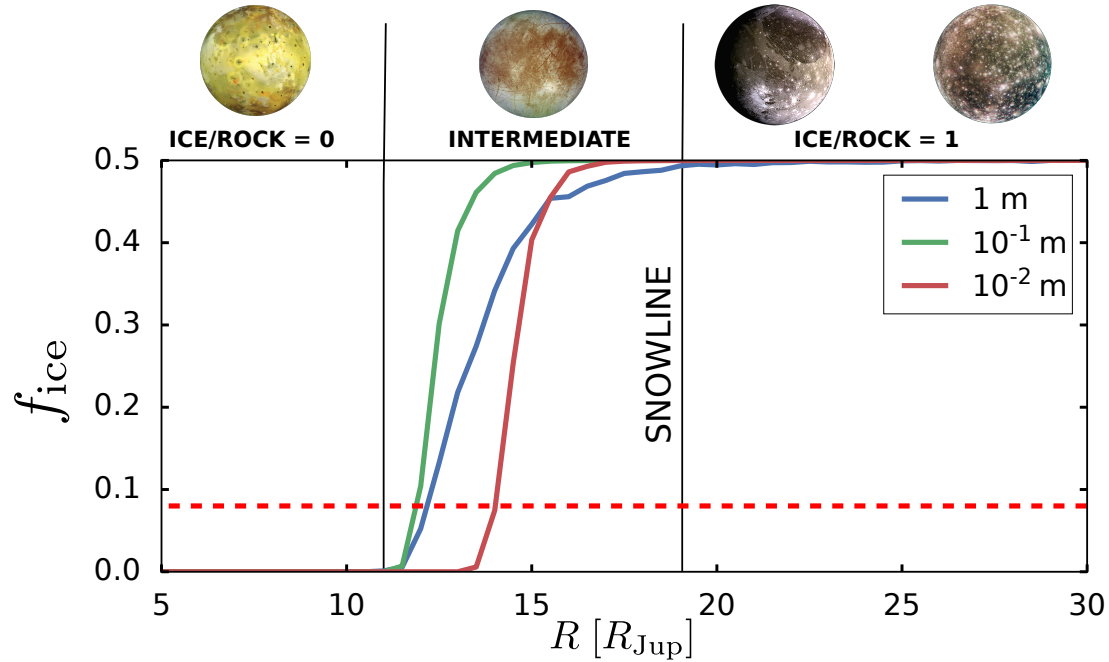 ICE/ROCK = 0 INTERMEDIATE ICE/ROCK = 1
0.5
0.4
0.3
0.2
0.1
0.0
f_ice
1 m
10^-1 m
10^-2 m
SNOWLINE
5 10 15 20 25 30
R [R_Jup]